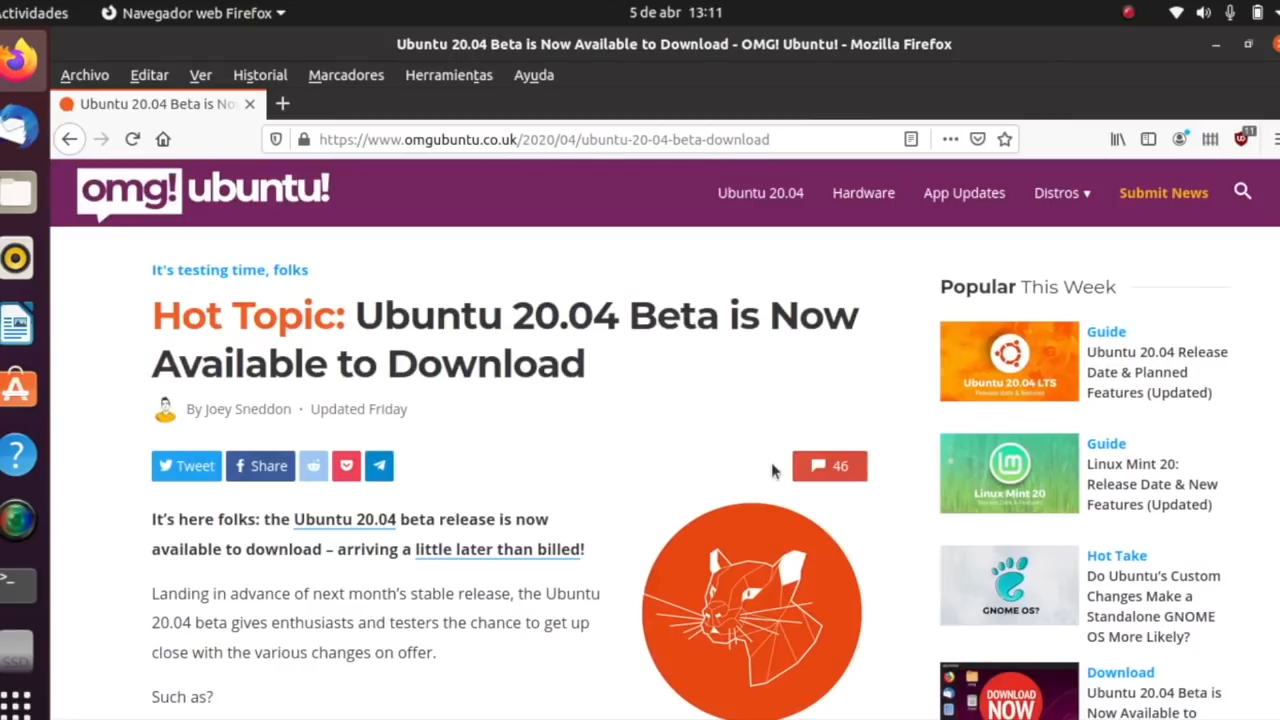 ctividades
Navegador web Firefox
5 de abr 13:11
Ubuntu 20.04 Beta is Now Available to Download - OMG! Ubuntu! - Mozilla Firefox
Archivo Editar Ver Historial Marcadores Herramientas Ayuda
Ubuntu 20.04 Beta is No
https://www.omgubuntu.co.uk/2020/04/ubuntu-20-04-beta-download
11
omg! ubuntu!
Ubuntu 20.04 Hardware App Updates Distros Submit News
It's testing time, folks
Hot Topic: Ubuntu 20.04 Beta is Now
Available to Download
By Joey Sneddon · Updated Friday
Tweet Share
46
It's here folks: the Ubuntu 20.04 beta release is now
available to download – arriving a little later than billed!
Landing in advance of next month's stable release, the Ubuntu
20.04 beta gives enthusiasts and testers the chance to get up
close with the various changes on offer.
Such as?
Popular This Week
Ubuntu 20.04 LTS
Release date & features
Guide
Ubuntu 20.04 Release
Date & Planned
Features (Updated)
Linux Mint 20
Guide
Linux Mint 20:
Release Date & New
Features (Updated)
GNOME OS?
Hot Take
Do Ubuntu's Custom
Changes Make a
Standalone GNOME
OS More Likely?
DOWNLOAD
NOW
Download
Ubuntu 20.04 Beta is
Now Available to
SSD